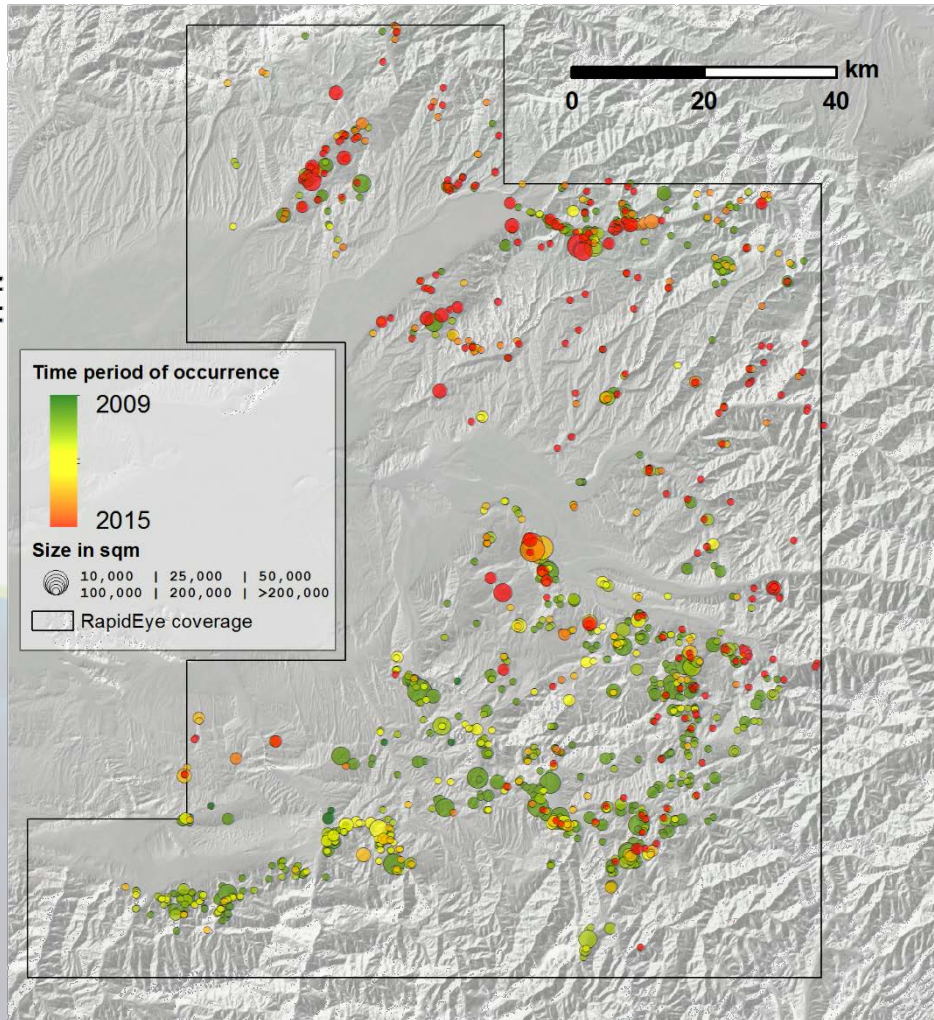 km
0 20 40
Time period of occurrence
2009
2015
Size in sqm
10,000 | 25,000 | 50,000
100,000 | 200,000 | >200,000
RapidEye coverage